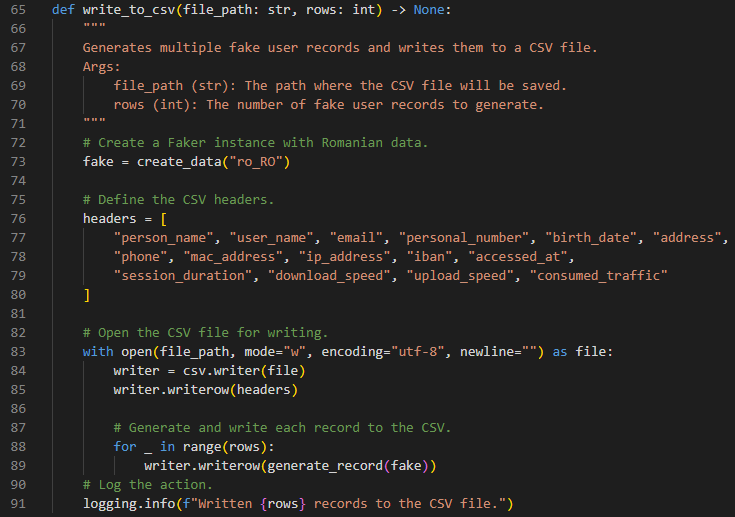 65 def write_to_csv(file_path: str, rows: int) -> None:
66     """
67     Generates multiple fake user records and writes them to a CSV file.
68     Args:
69         file_path (str): The path where the CSV file will be saved.
70         rows (int): The number of fake user records to generate.
71     """
72     # Create a Faker instance with Romanian data.
73     fake = create_data("ro_RO")
74
75     # Define the CSV headers.
76     headers = [
77         "person_name", "user_name", "email", "personal_number", "birth_date", "address",
78         "phone", "mac_address", "ip_address", "iban", "accessed_at",
79         "session_duration", "download_speed", "upload_speed", "consumed_traffic"
80     ]
81
82     # Open the CSV file for writing.
83     with open(file_path, mode="w", encoding="utf-8", newline="") as file:
84         writer = csv.writer(file)
85         writer.writerow(headers)
86
87         # Generate and write each record to the CSV.
88         for _ in range(rows):
89             writer.writerow(generate_record(fake))
90     # Log the action.
91     logging.info(f"Written {rows} records to the CSV file.")